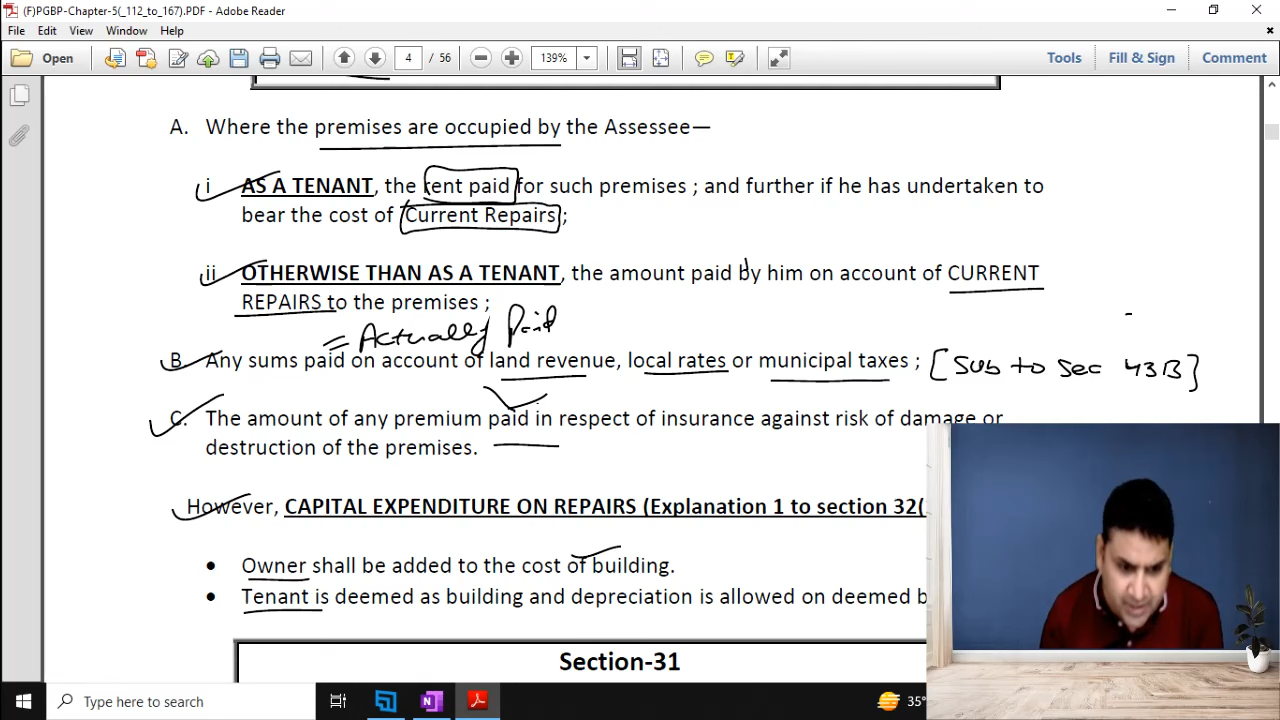 (F)PGBP-Chapter-5(_112_to_167).PDF - Adobe Reader
File Edit View Window Help
Open 4 / 56 139% Tools Fill & Sign Comment
A. Where the premises are occupied by the Assessee—
i AS A TENANT, the rent paid for such premises ; and further if he has undertaken to
bear the cost of Current Repairs ;
ii OTHERWISE THAN AS A TENANT, the amount paid by him on account of CURRENT
REPAIRS to the premises ;
= Actually Paid
B. Any sums paid on account of land revenue, local rates or municipal taxes ; [Sub to Sec 43B]
C. The amount of any premium paid in respect of insurance against risk of damage or
destruction of the premises.
However, CAPITAL EXPENDITURE ON REPAIRS (Explanation 1 to section 32(
• Owner shall be added to the cost of building.
• Tenant is deemed as building and depreciation is allowed on deemed b
Section-31
Type here to search 35°